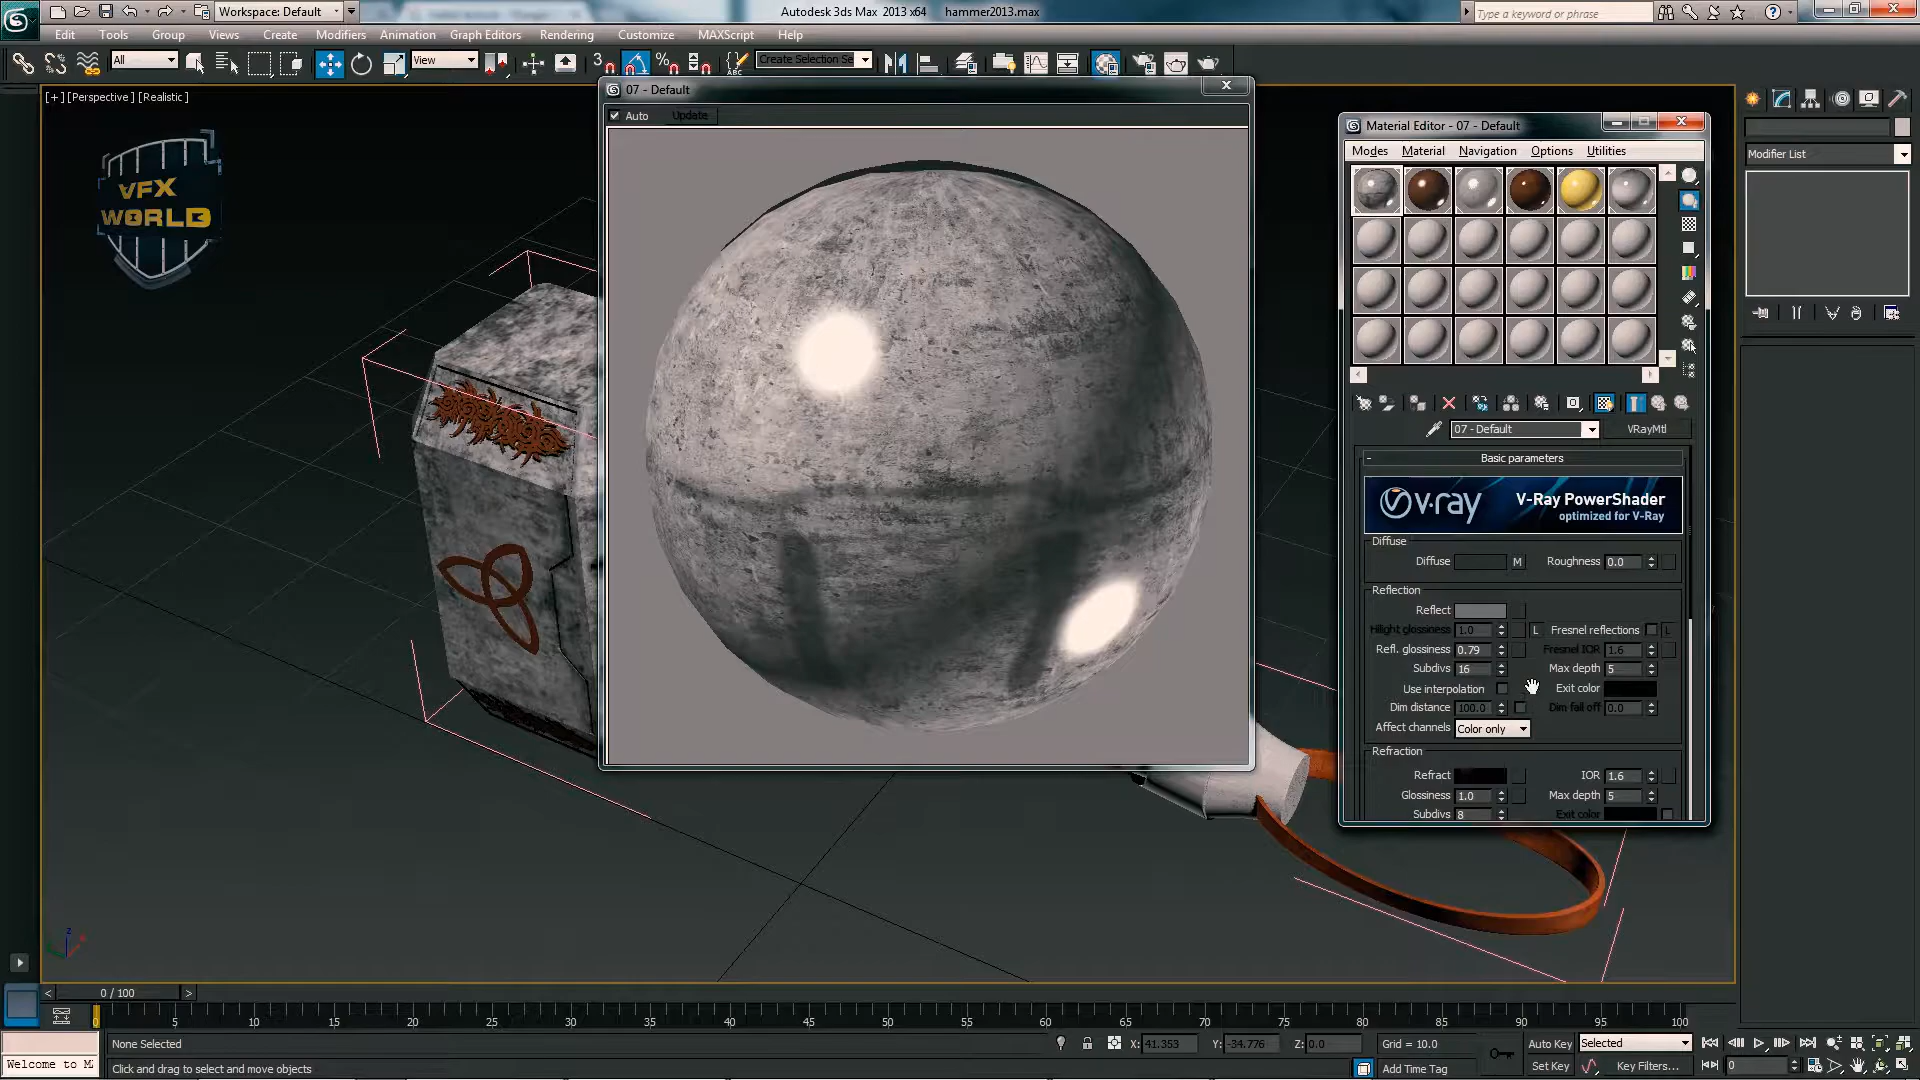 Workspace: Default
Autodesk 3ds Max 2013 x64 hammer2013.max
Type a keyword or phrase
Edit Tools Group Views Create Modifiers Animation Graph Editors Rendering Customize MAXScript Help
All
View
3
%
ABC
Create Selection Se
[+] [Perspective] [Realistic]
VFX
WORLD
07 - Default
Auto Update
Material Editor - 07 - Default
Modes Material Navigation Options Utilities
Modifier List
07 - Default VRayMtl
- Basic parameters
v-ray V-Ray PowerShader
optimized for V-Ray
Diffuse
Diffuse M Roughness 0.0
Reflection
Reflect
Hilight glossiness 1.0 L Fresnel reflections L
Refl. glossiness 0.79 Fresnel IOR 1.6
Subdivs 16 Max depth 5
Use interpolation Exit color
Dim distance 100.0 Dim fall off 0.0
Affect channels Color only
Refraction
Refract IOR 1.6
Glossiness 1.0 Max depth 5
Subdivs 8 Exit color
z
< 0 / 100 >
0 5 10 15 20 25 30 35 40 45 50 55 60 65 70 75 80 85 90 95 100
None Selected X: 41.353 Y: -34.776 Z: 0.0 Grid = 10.0 Auto Key Selected
Welcome to M
Click and drag to select and move objects Add Time Tag Set Key Key Filters... 0